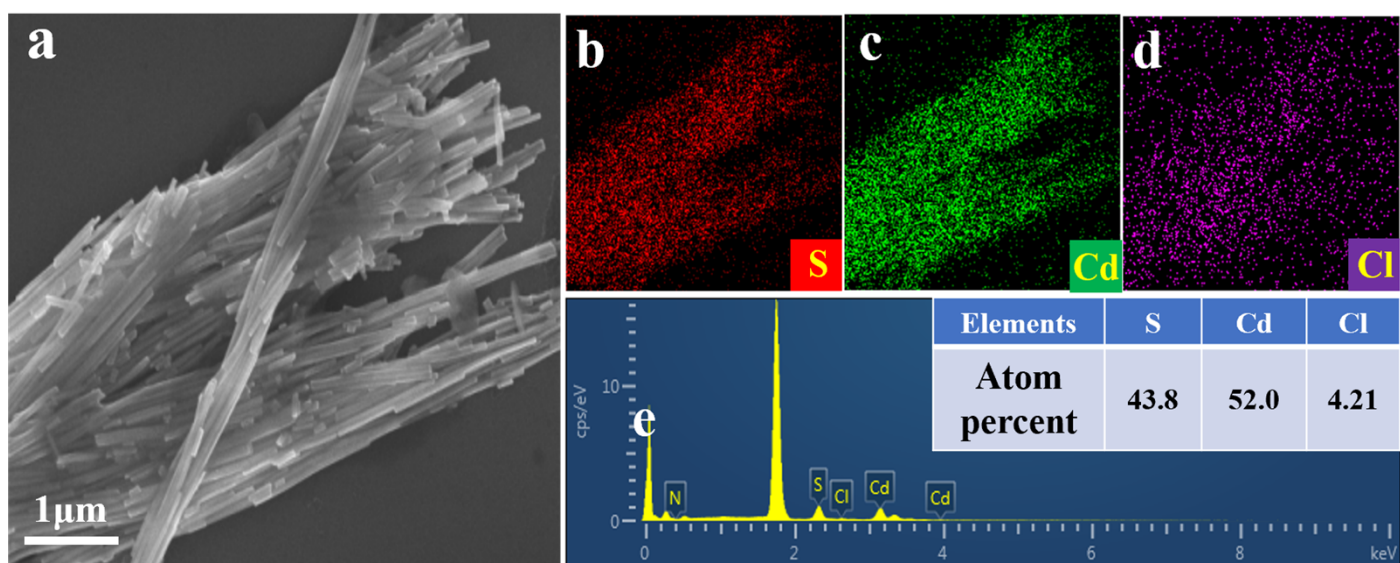 a
1μm
b
S
c
Cd
d
Cl
e
cps/eV
10
0
N
S
Cl
Cd
Cd
0
2
4
6
8
keV
Elements S Cd Cl
Atom percent 43.8 52.0 4.21